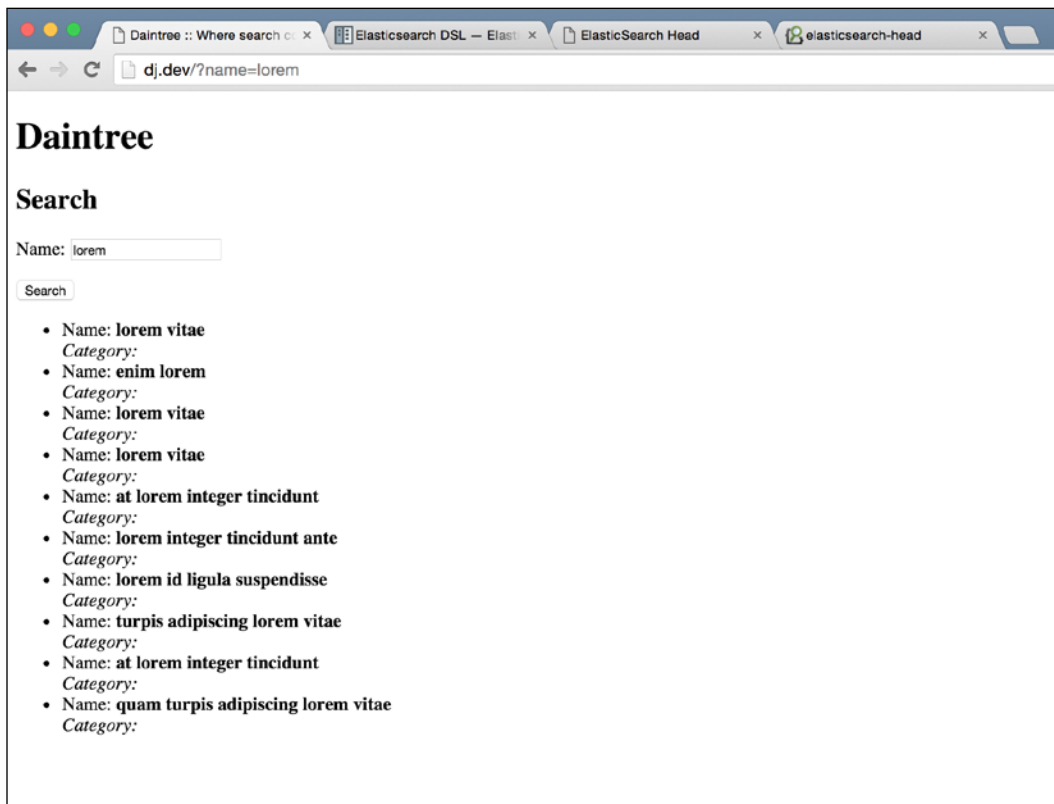 Daintree :: Where search c
Elasticsearch DSL — Elast
ElasticSearch Head
elasticsearch-head
dj.dev/?name=lorem
Daintree
Search
Name: lorem
Search
Name: lorem vitae
Category:
Name: enim lorem
Category:
Name: lorem vitae
Category:
Name: lorem vitae
Category:
Name: at lorem integer tincidunt
Category:
Name: lorem integer tincidunt ante
Category:
Name: lorem id ligula suspendisse
Category:
Name: turpis adipiscing lorem vitae
Category:
Name: at lorem integer tincidunt
Category:
Name: quam turpis adipiscing lorem vitae
Category: